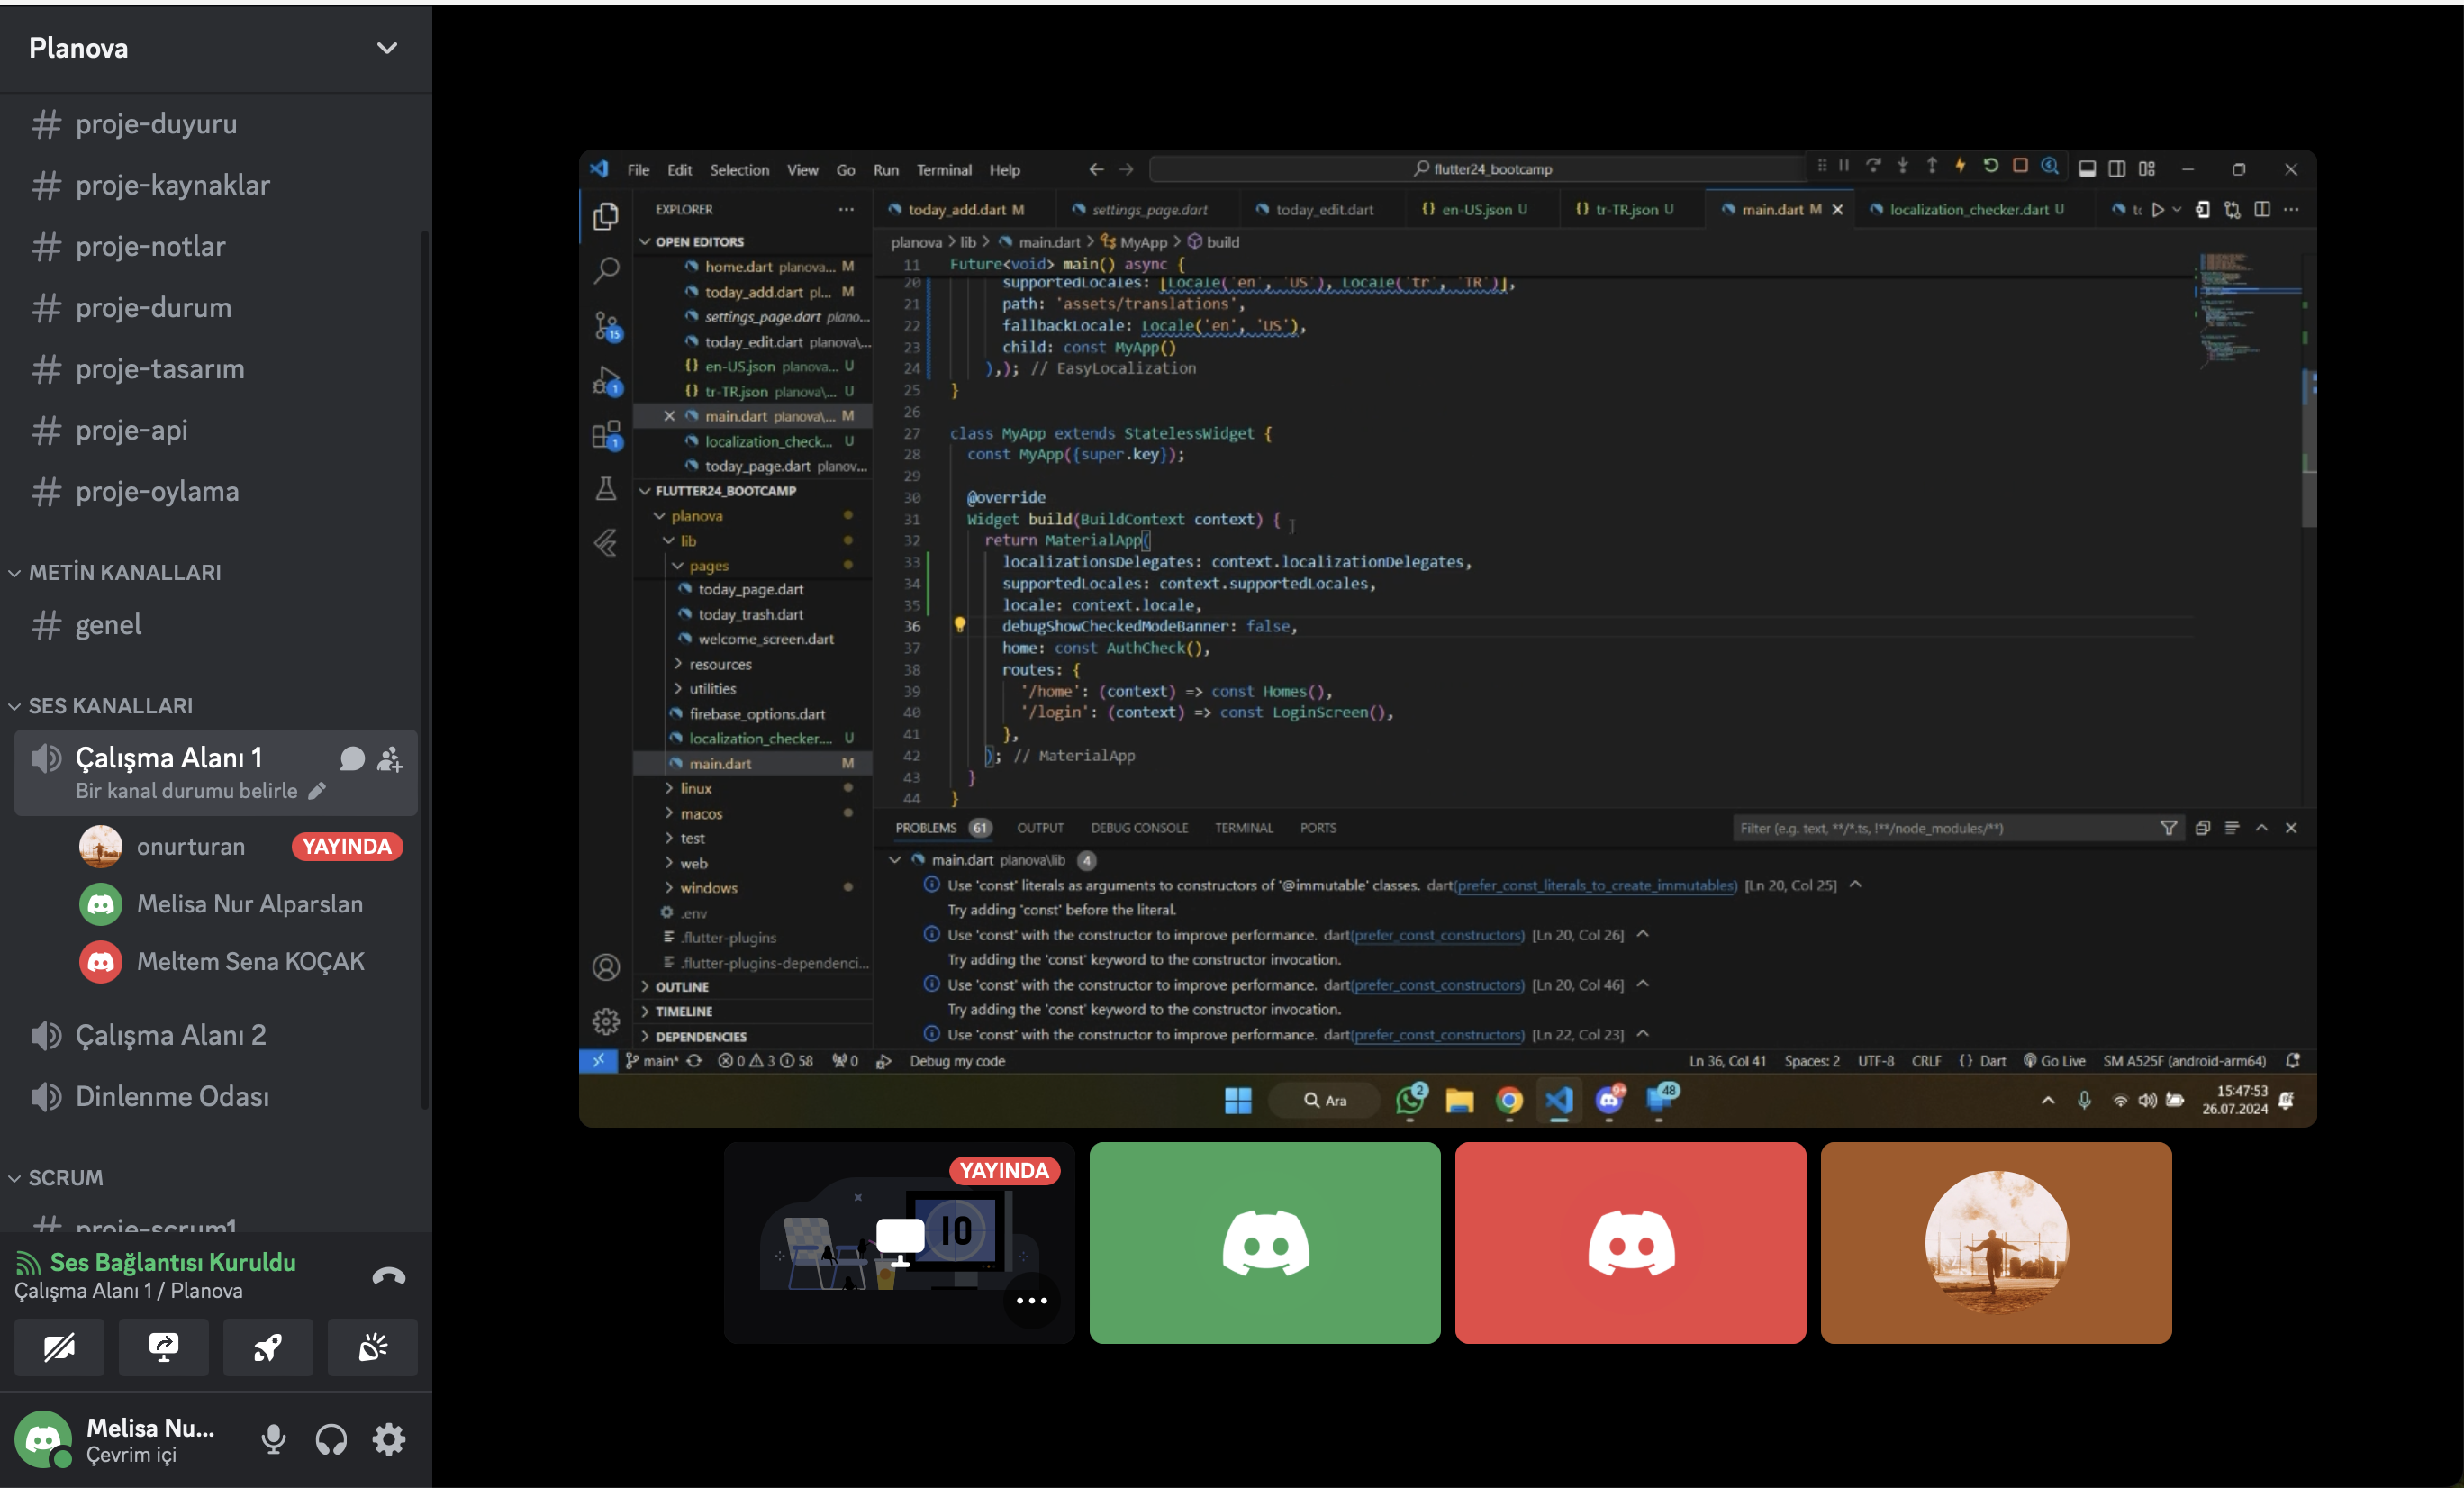 Planova
# proje-duyuru
# proje-kaynaklar
# proje-notlar
# proje-durum
# proje-tasarım
# proje-api
# proje-oylama
METİN KANALLARI
# genel
SES KANALLARI
Çalışma Alanı 1
Bir kanal durumu belirle
onurturan YAYINDA
Melisa Nur Alparslan
Meltem Sena KOÇAK
Çalışma Alanı 2
Dinlenme Odası
SCRUM
# proje-scrum1
Ses Bağlantısı Kuruldu
Çalışma Alanı 1 / Planova
Melisa Nu...
Çevrim içi
File Edit Selection View Go Run Terminal Help
flutter24_bootcamp
EXPLORER
OPEN EDITORS
home.dart planova... M
today_add.dart pl... M
settings_page.dart plano...
today_edit.dart planova\...
{} en-US.json planova... U
{} tr-TR.json planova\... U
main.dart planova\... M
localization_check... U
today_page.dart planov...
FLUTTER24_BOOTCAMP
planova
lib
pages
today_page.dart
today_trash.dart
welcome_screen.dart
resources
utilities
firebase_options.dart
localization_checker.... U
main.dart M
linux
macos
test
web
windows
.env
.flutter-plugins
.flutter-plugins-dependenci...
OUTLINE
TIMELINE
DEPENDENCIES
15
1
1
today_add.dart M
settings_page.dart
today_edit.dart
{} en-US.json U
{} tr-TR.json U
main.dart M
localization_checker.dart U
planova > lib > main.dart > MyApp > build
11 Future<void> main() async {
20 supportedLocales: [Locale('en', 'US'), Locale('tr', 'TR')],
21 path: 'assets/translations',
22 fallbackLocale: Locale('en', 'US'),
23 child: const MyApp()
24 ),); // EasyLocalization
25 }
26
27 class MyApp extends StatelessWidget {
28 const MyApp({super.key});
29
30 @override
31 Widget build(BuildContext context) {
32 return MaterialApp(
33 localizationsDelegates: context.localizationDelegates,
34 supportedLocales: context.supportedLocales,
35 locale: context.locale,
36 debugShowCheckedModeBanner: false,
37 home: const AuthCheck(),
38 routes: {
39 '/home': (context) => const Homes(),
40 '/login': (context) => const LoginScreen(),
41 },
42 ); // MaterialApp
43 }
44 }
PROBLEMS 61 OUTPUT DEBUG CONSOLE TERMINAL PORTS
Filter (e.g. text, **/*.ts, !**/node_modules/**)
main.dart planova\lib 4
Use 'const' literals as arguments to constructors of '@immutable' classes. dart(prefer_const_literals_to_create_immutables) [Ln 20, Col 25]
Try adding 'const' before the literal.
Use 'const' with the constructor to improve performance. dart(prefer_const_constructors) [Ln 20, Col 26]
Try adding the 'const' keyword to the constructor invocation.
Use 'const' with the constructor to improve performance. dart(prefer_const_constructors) [Ln 20, Col 46]
Try adding the 'const' keyword to the constructor invocation.
Use 'const' with the constructor to improve performance. dart(prefer_const_constructors) [Ln 22, Col 23]
main* 0 3 58 0 Debug my code Ln 36, Col 41 Spaces: 2 UTF-8 CRLF {} Dart Go Live SM A525F (android-arm64)
Ara
2
9+
48
15:47:53
26.07.2024
YAYINDA
10